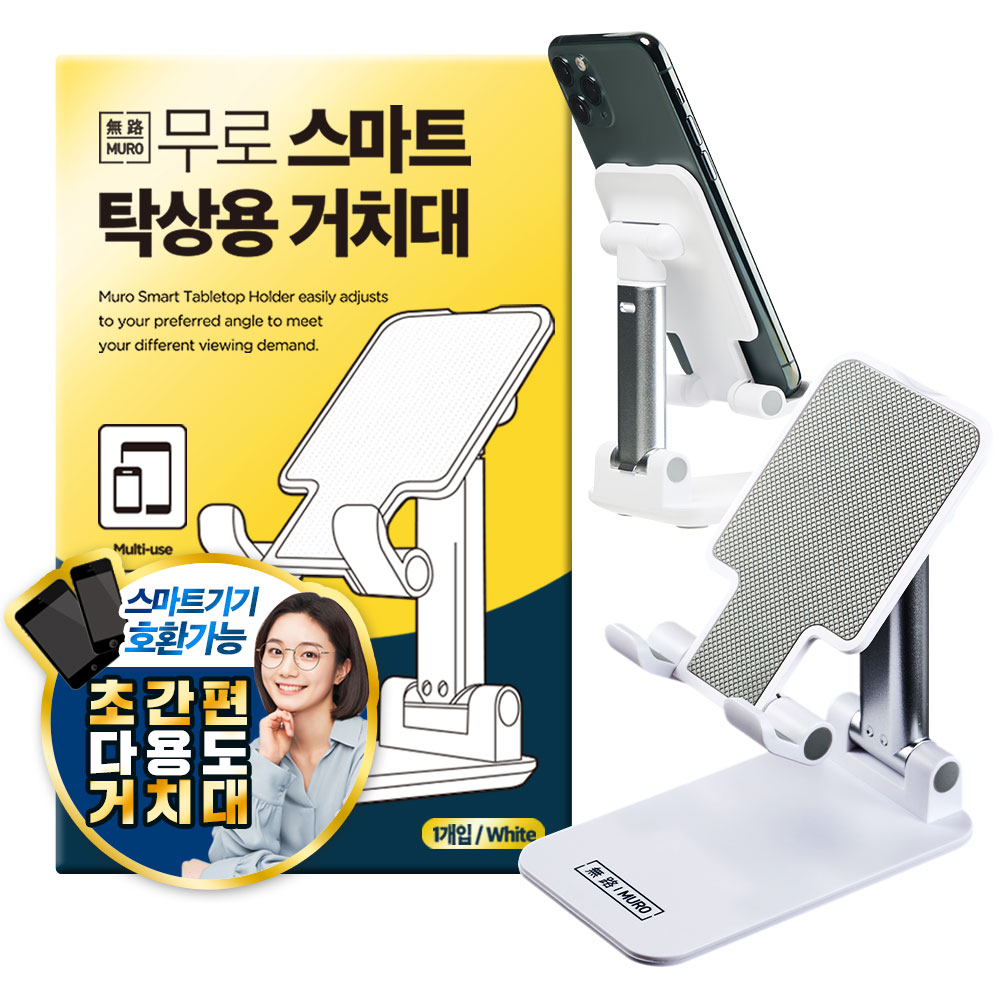 無路
MURO
무로 스마트
탁상용 거치대
Muro Smart Tabletop Holder easily adjusts
to your preferred angle to meet
your different viewing demand.
Multi-use
스마트기기
호환가능
초간편
다용도
거치대
1개입 / White
無路 / MURO